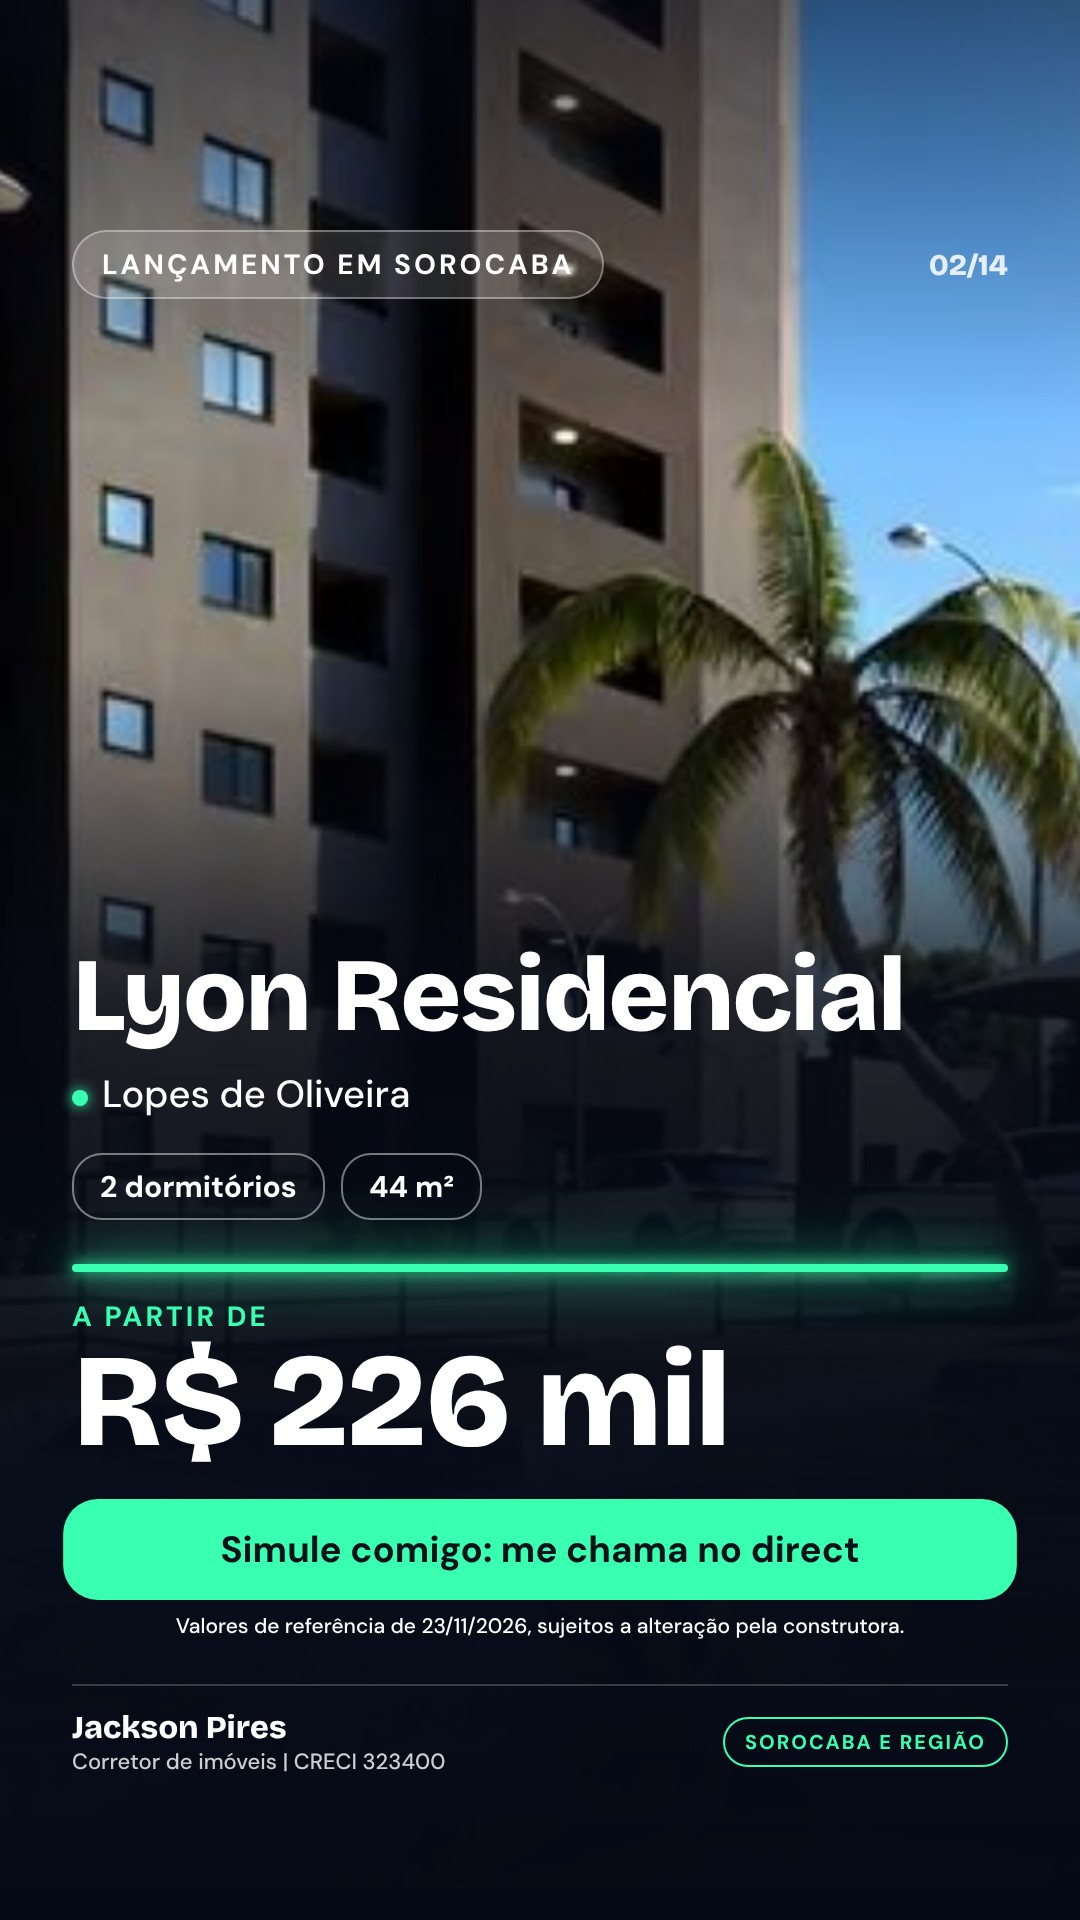 LANÇAMENTO EM SOROCABA
02/14
Lyon Residencial
Lopes de Oliveira
2 dormitórios
44 m²
A PARTIR DE
R$ 226 mil
Simule comigo: me chama no direct
Valores de referência de 23/11/2026, sujeitos a alteração pela construtora.
Jackson Pires
Corretor de imóveis | CRECI 323400
SOROCABA E REGIÃO